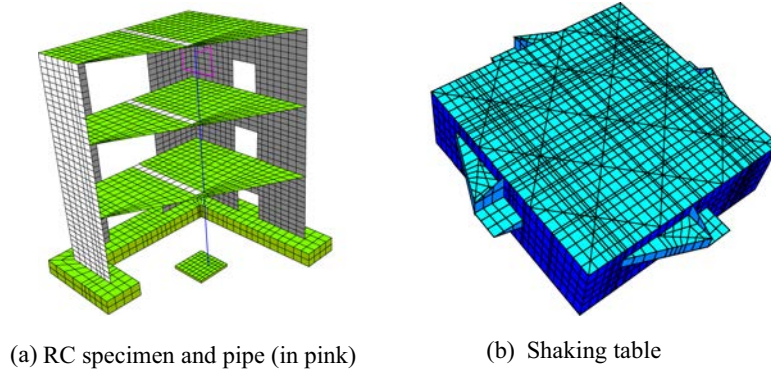 (a) RC specimen and pipe (in pink)
(b) Shaking table